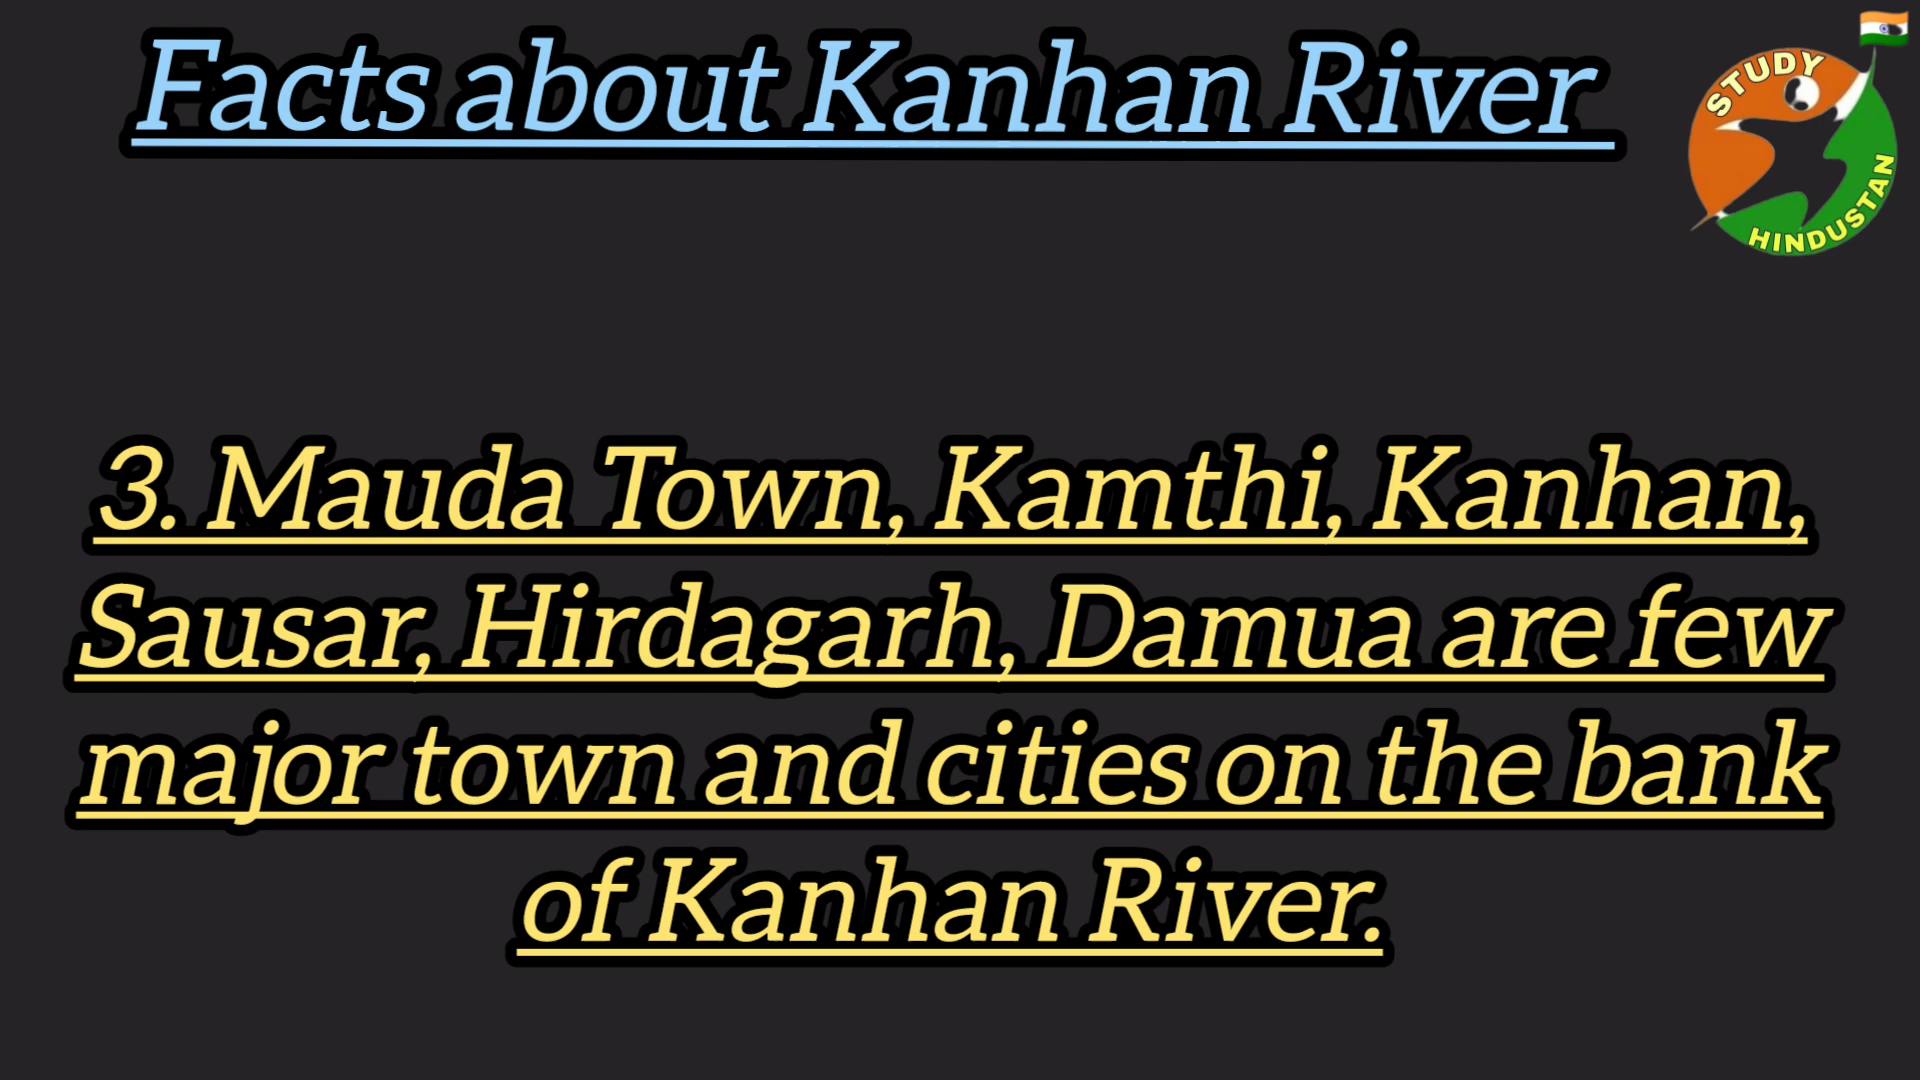 Facts about Kanhan River
STUDY
HINDUSTAN
3. Mauda Town, Kamthi, Kanhan,
Sausar, Hirdagarh, Damua are few
major town and cities on the bank
of Kanhan River.